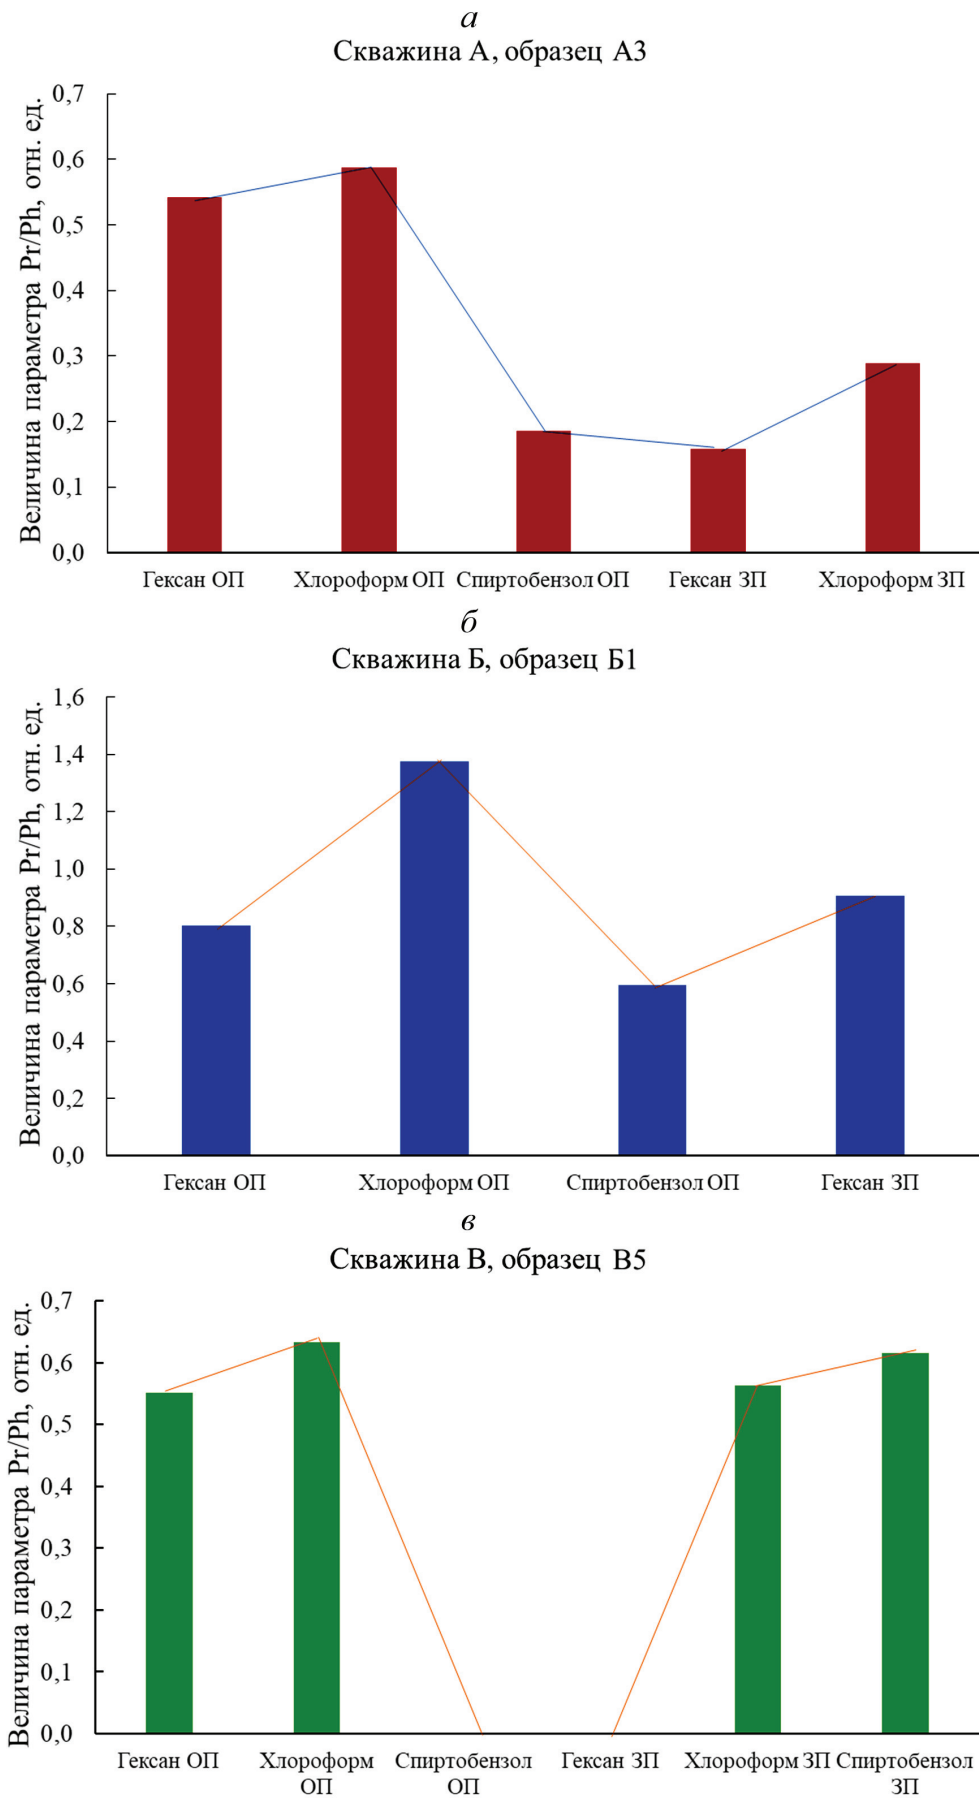 а
Скважина А, образец А3
Величина параметра Pr/Ph, отн. ед.
0,7
0,6
0,5
0,4
0,3
0,2
0,1
0,0
Гексан ОП Хлороформ ОП Спиртобензол ОП Гексан ЗП Хлороформ ЗП
б
Скважина Б, образец Б1
Величина параметра Pr/Ph, отн. ед.
1,6
1,4
1,2
1,0
0,8
0,6
0,4
0,2
0,0
Гексан ОП Хлороформ ОП Спиртобензол ОП Гексан ЗП
в
Скважина В, образец В5
Величина параметра Pr/Ph, отн. ед.
0,7
0,6
0,5
0,4
0,3
0,2
0,1
0,0
Гексан ОП Хлороформ Спиртобензол Гексан ЗП Хлороформ ЗП Спиртобензол
ОП ОП ЗП